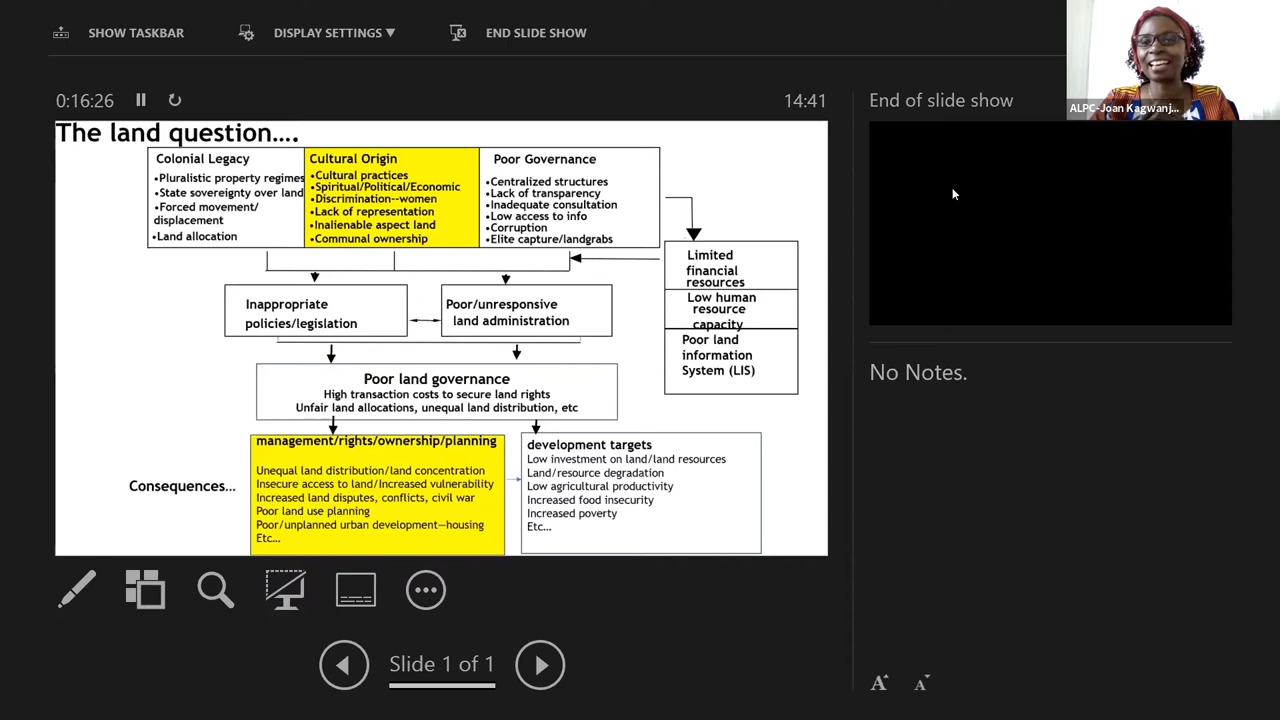 SHOW TASKBAR
DISPLAY SETTINGS ▼
END SLIDE SHOW
ALPC-Joan Kagwanj...
0:16:26
14:41
End of slide show
The land question....
Colonial Legacy
•Pluralistic property regimes
•State sovereignty over land
•Forced movement/
displacement
•Land allocation
Cultural Origin
•Cultural practices
•Spiritual/Political/Economic
•Discrimination--women
•Lack of representation
•Inalienable aspect land
•Communal ownership
Poor Governance
•Centralized structures
•Lack of transparency
•Inadequate consultation
•Low access to info
•Corruption
•Elite capture/landgrabs
Limited
financial
resources
Low human
resource
capacity
Poor land
information
System (LIS)
Inappropriate
policies/legislation
Poor/unresponsive
land administration
Poor land governance
High transaction costs to secure land rights
Unfair land allocations, unequal land distribution, etc
Consequences...
management/rights/ownership/planning
Unequal land distribution/land concentration
Insecure access to land/Increased vulnerability
Increased land disputes, conflicts, civil war
Poor land use planning
Poor/unplanned urban development—housing
Etc...
development targets
Low investment on land/land resources
Land/resource degradation
Low agricultural productivity
Increased food insecurity
Increased poverty
Etc...
No Notes.
Slide 1 of 1
A A